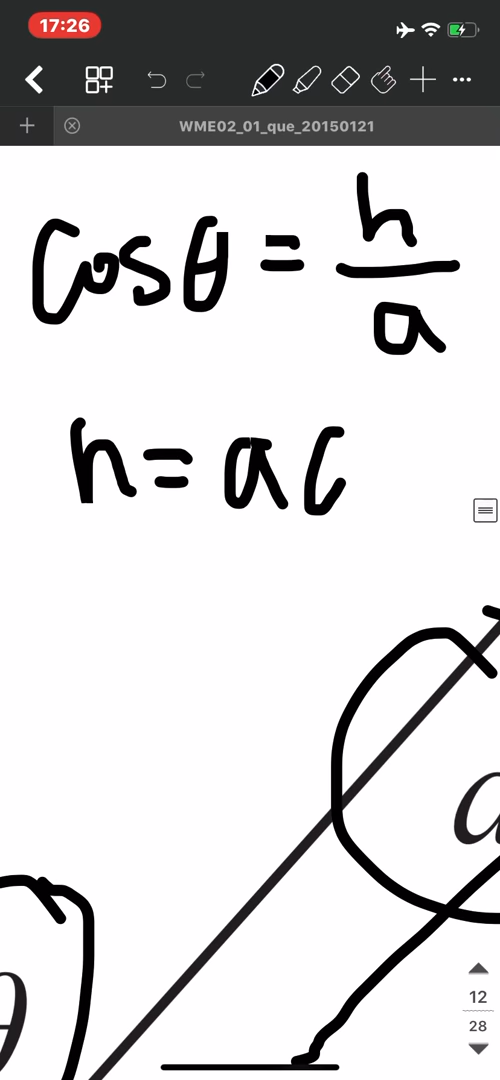 17:26
WME02_01_que_20150121
cosθ = h/a
h = ac
a
θ
12
28